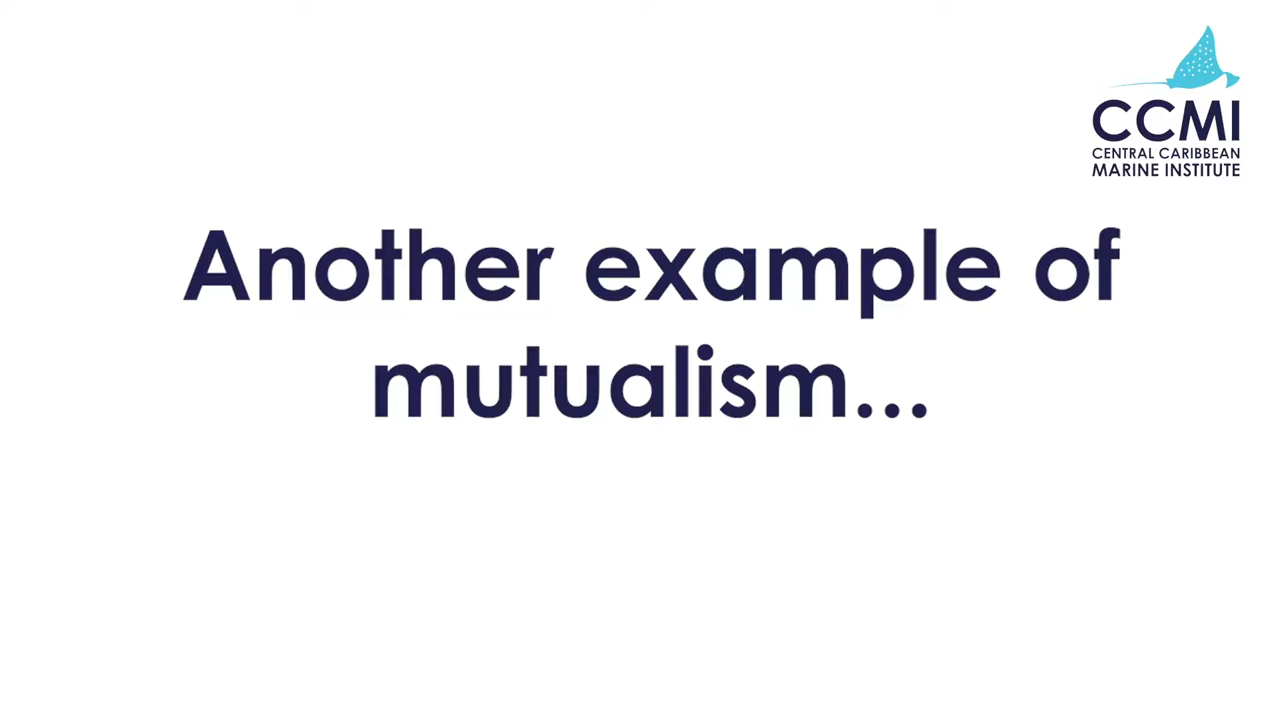 CCMI
CENTRAL CARIBBEAN
MARINE INSTITUTE
Another example of
mutualism...